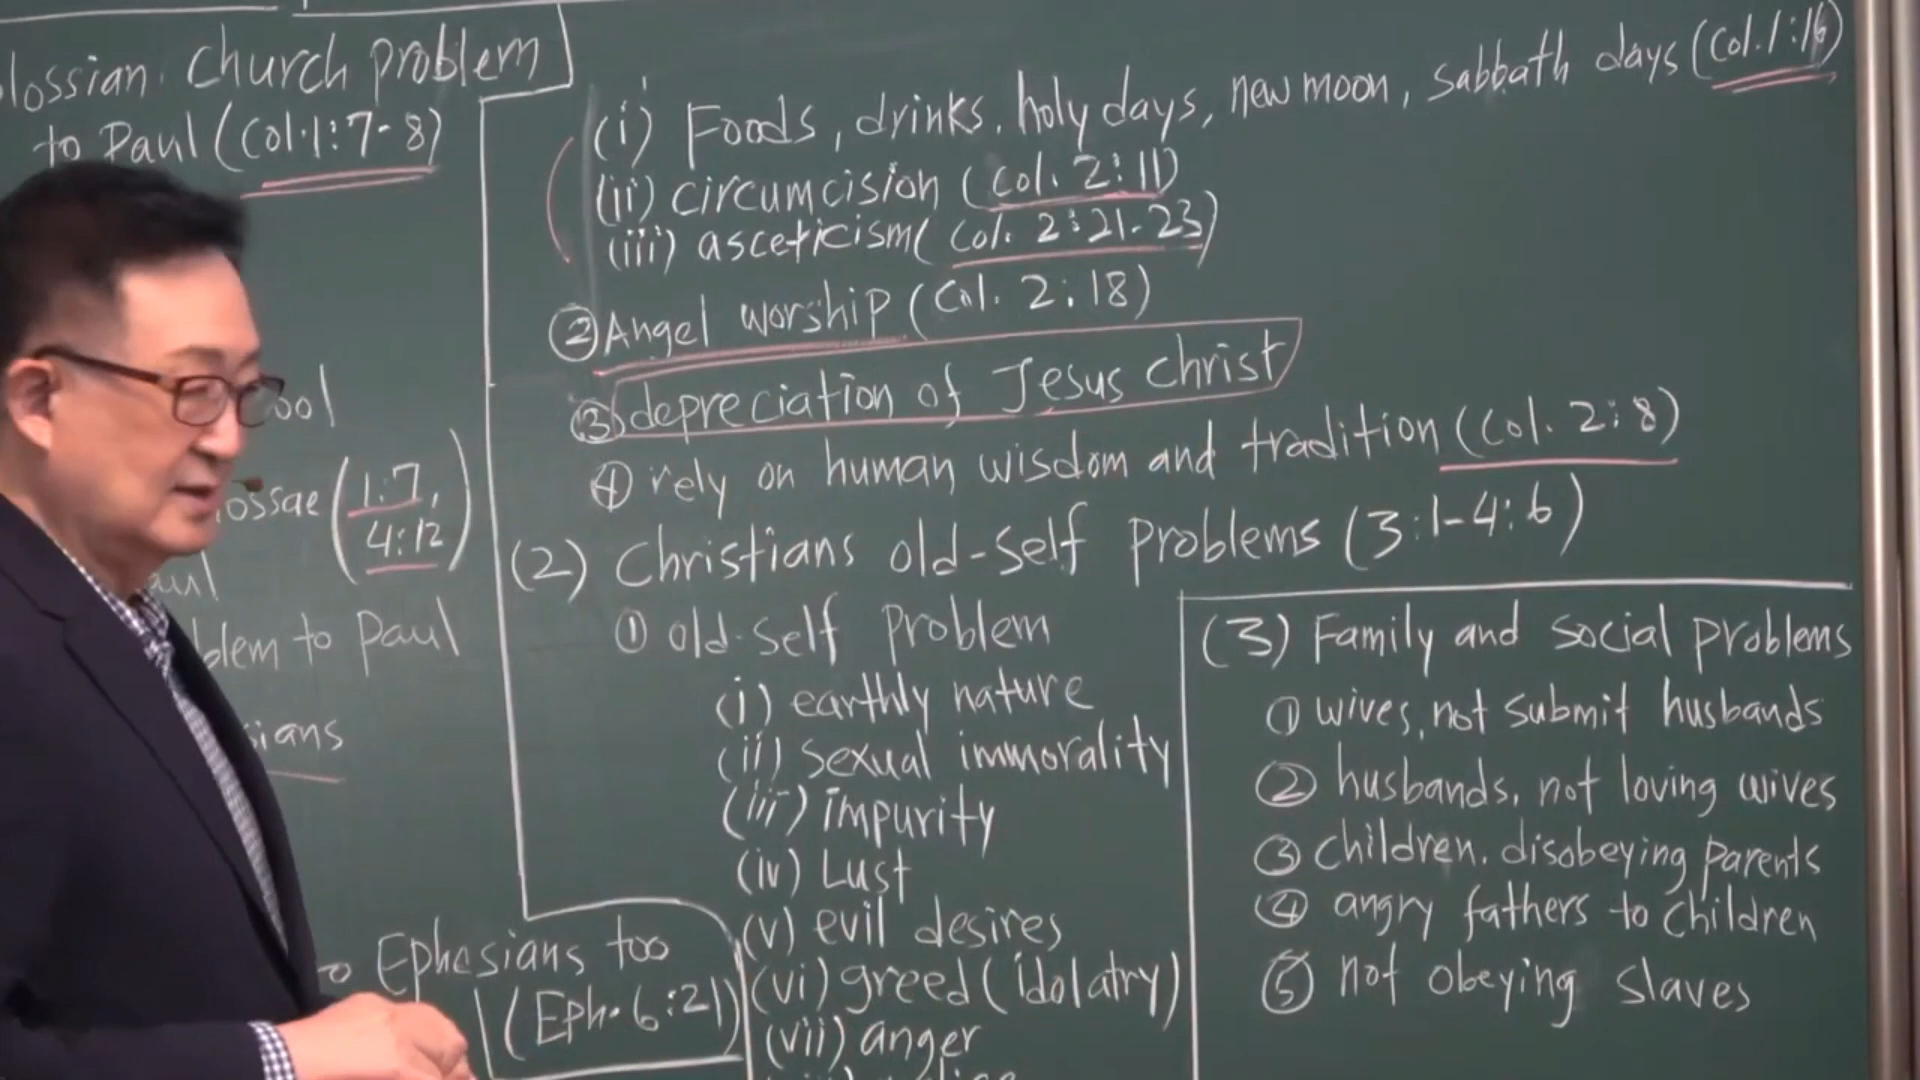 lossian church problem
to Paul (Col. 1:7-8)
ool
ossae (1:7,
4:12)
aul
blem to Paul
ians
o Ephesians too
(Eph. 6:21)
(i) Foods, drinks, holy days, new moon, sabbath days (Col. 1:16)
(ii) circumcision (Col. 2:11)
(iii) asceticism (Col. 2:21-23)
② Angel worship (Col. 2:18)
③ depreciation of Jesus Christ
④ rely on human wisdom and tradition (Col. 2:8)
(2) Christians old-self problems (3:1-4:6)
① old-self problem
(i) earthly nature
(ii) sexual immorality
(iii) impurity
(iv) Lust
(v) evil desires
(vi) greed (idolatry)
(vii) anger
(3) Family and social problems
① wives, not submit husbands
② husbands, not loving wives
③ children, disobeying parents
④ angry fathers to children
⑤ not obeying slaves